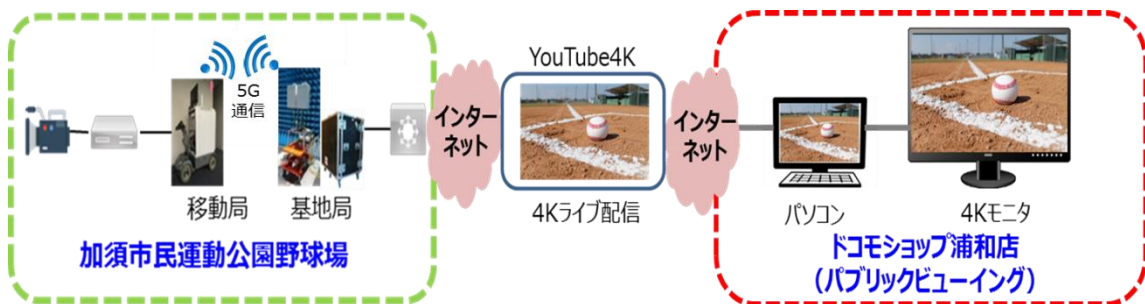 5G
通信
移動局
基地局
加須市民運動公園野球場
インター
ネット
YouTube4K
4Kライブ配信
インター
ネット
パソコン
4Kモニタ
ドコモショップ浦和店
（パブリックビューイング）